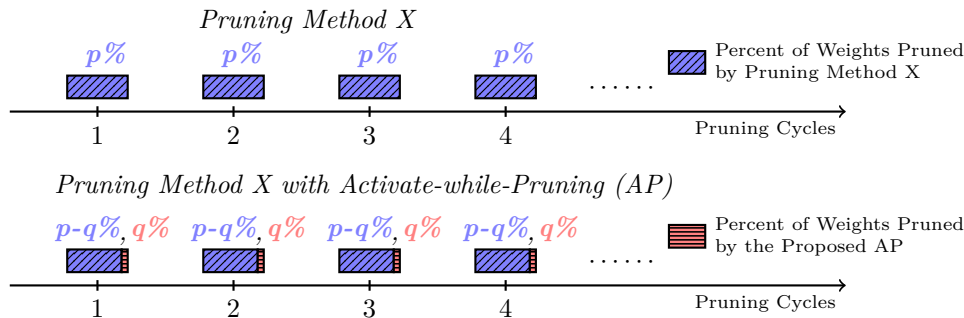 Pruning Method X
p% p% p% p%
Percent of Weights Pruned
by Pruning Method X
......
1 2 3 4
Pruning Cycles
Pruning Method X with Activate-while-Pruning (AP)
p-q%, q% p-q%, q% p-q%, q% p-q%, q%
Percent of Weights Pruned
by the Proposed AP
......
1 2 3 4
Pruning Cycles